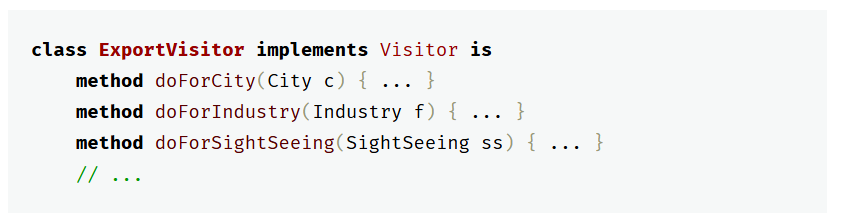 class ExportVisitor implements Visitor is
    method doForCity(City c) { ... }
    method doForIndustry(Industry f) { ... }
    method doForSightSeeing(SightSeeing ss) { ... }
    // ...